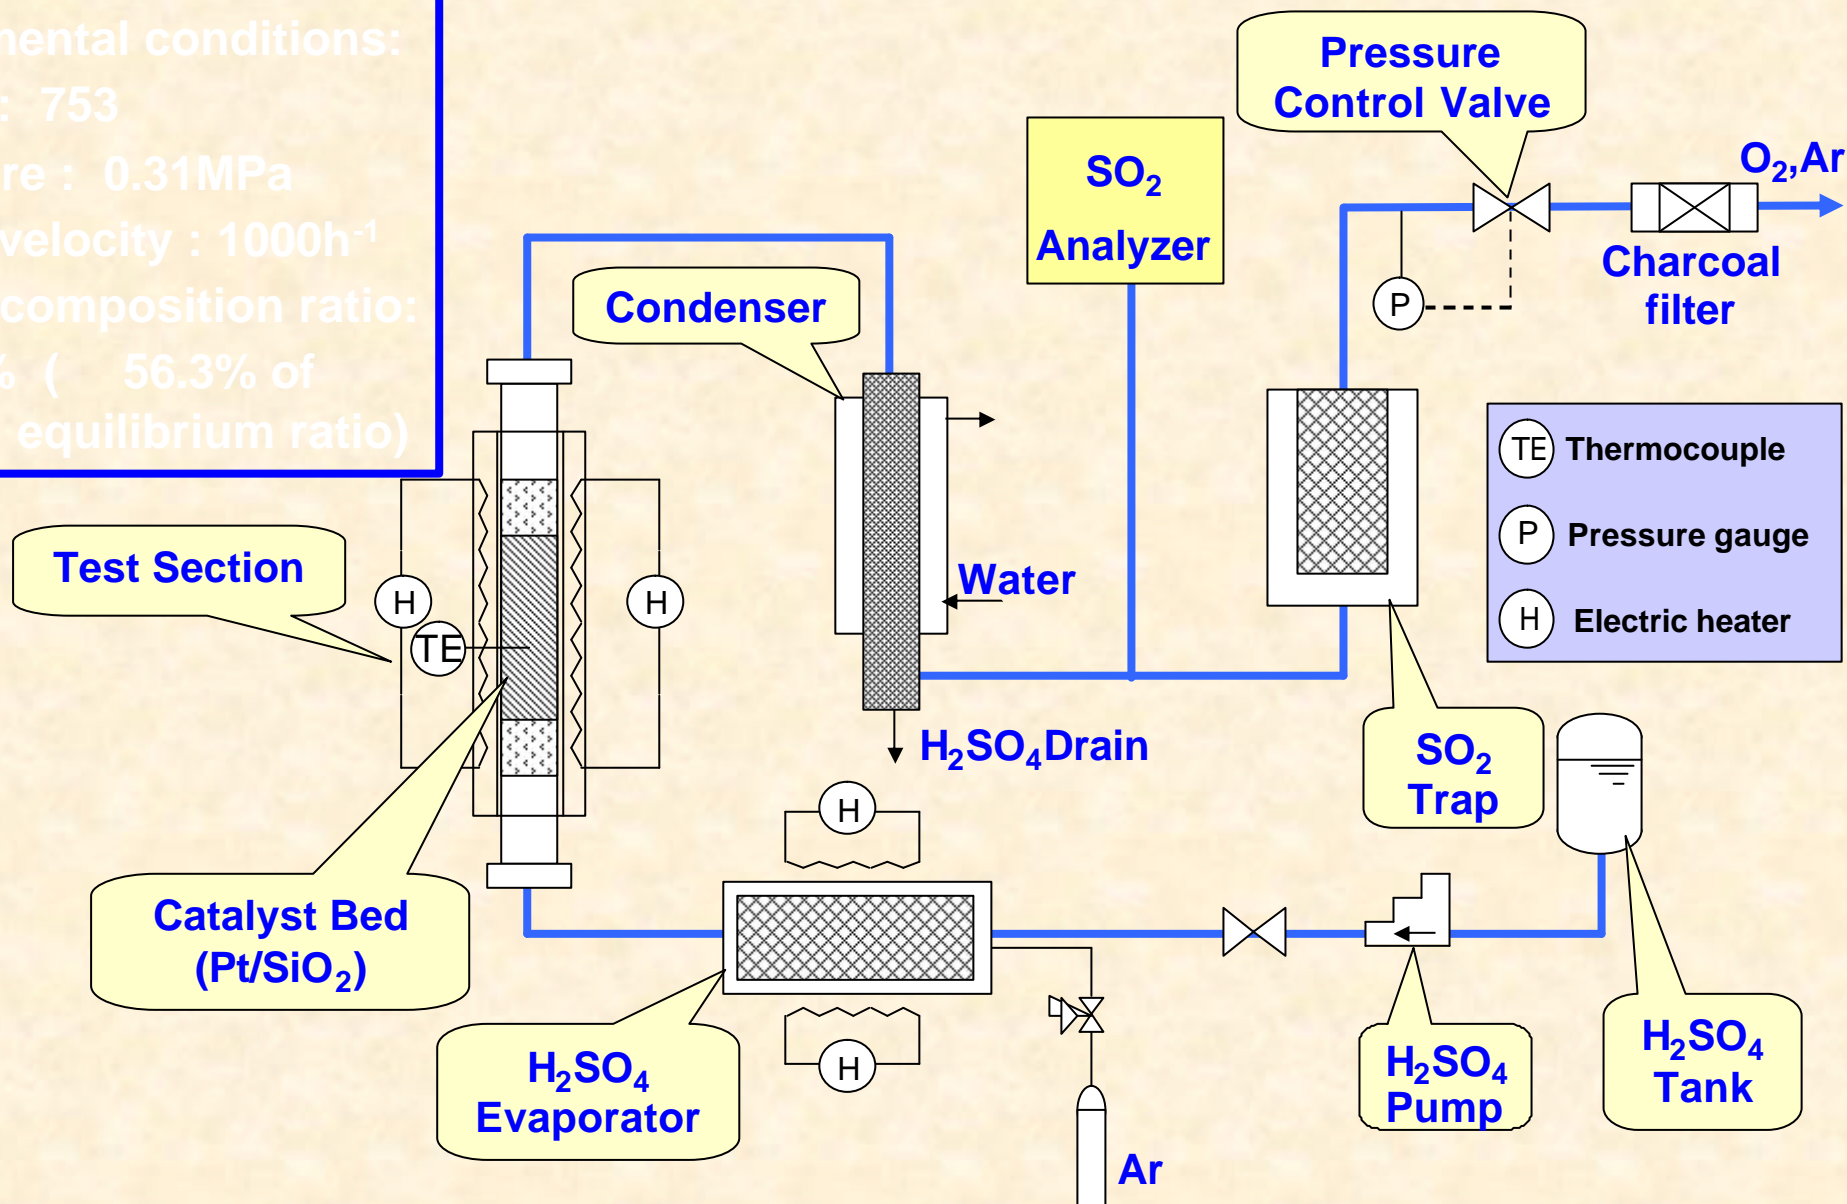 mental conditions:
: 753
re : 0.31MPa
velocity : 1000h⁻¹
composition ratio:
% ( 56.3% of
equilibrium ratio)
Pressure
Control Valve
SO₂
Analyzer
O₂,Ar
Charcoal
filter
P
Condenser
TE Thermocouple
P Pressure gauge
H Electric heater
Test Section
H
H
TE
Water
H₂SO₄Drain
SO₂
Trap
H
Catalyst Bed
(Pt/SiO₂)
H₂SO₄
Evaporator
H
H₂SO₄
Pump
H₂SO₄
Tank
Ar